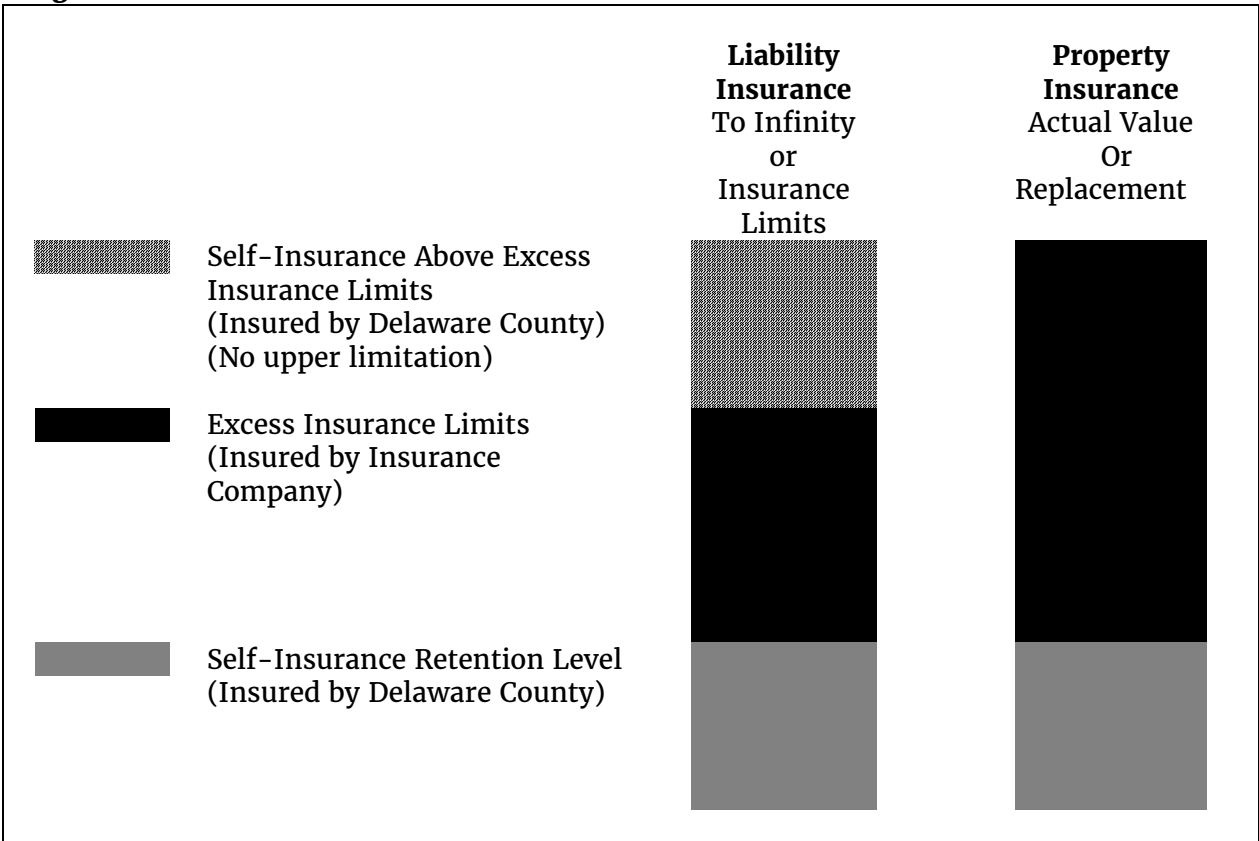 Liability
Insurance
To Infinity
or
Insurance
Limits
Property
Insurance
Actual Value
Or
Replacement
Self-Insurance Above Excess
Insurance Limits
(Insured by Delaware County)
(No upper limitation)
Excess Insurance Limits
(Insured by Insurance
Company)
Self-Insurance Retention Level
(Insured by Delaware County)